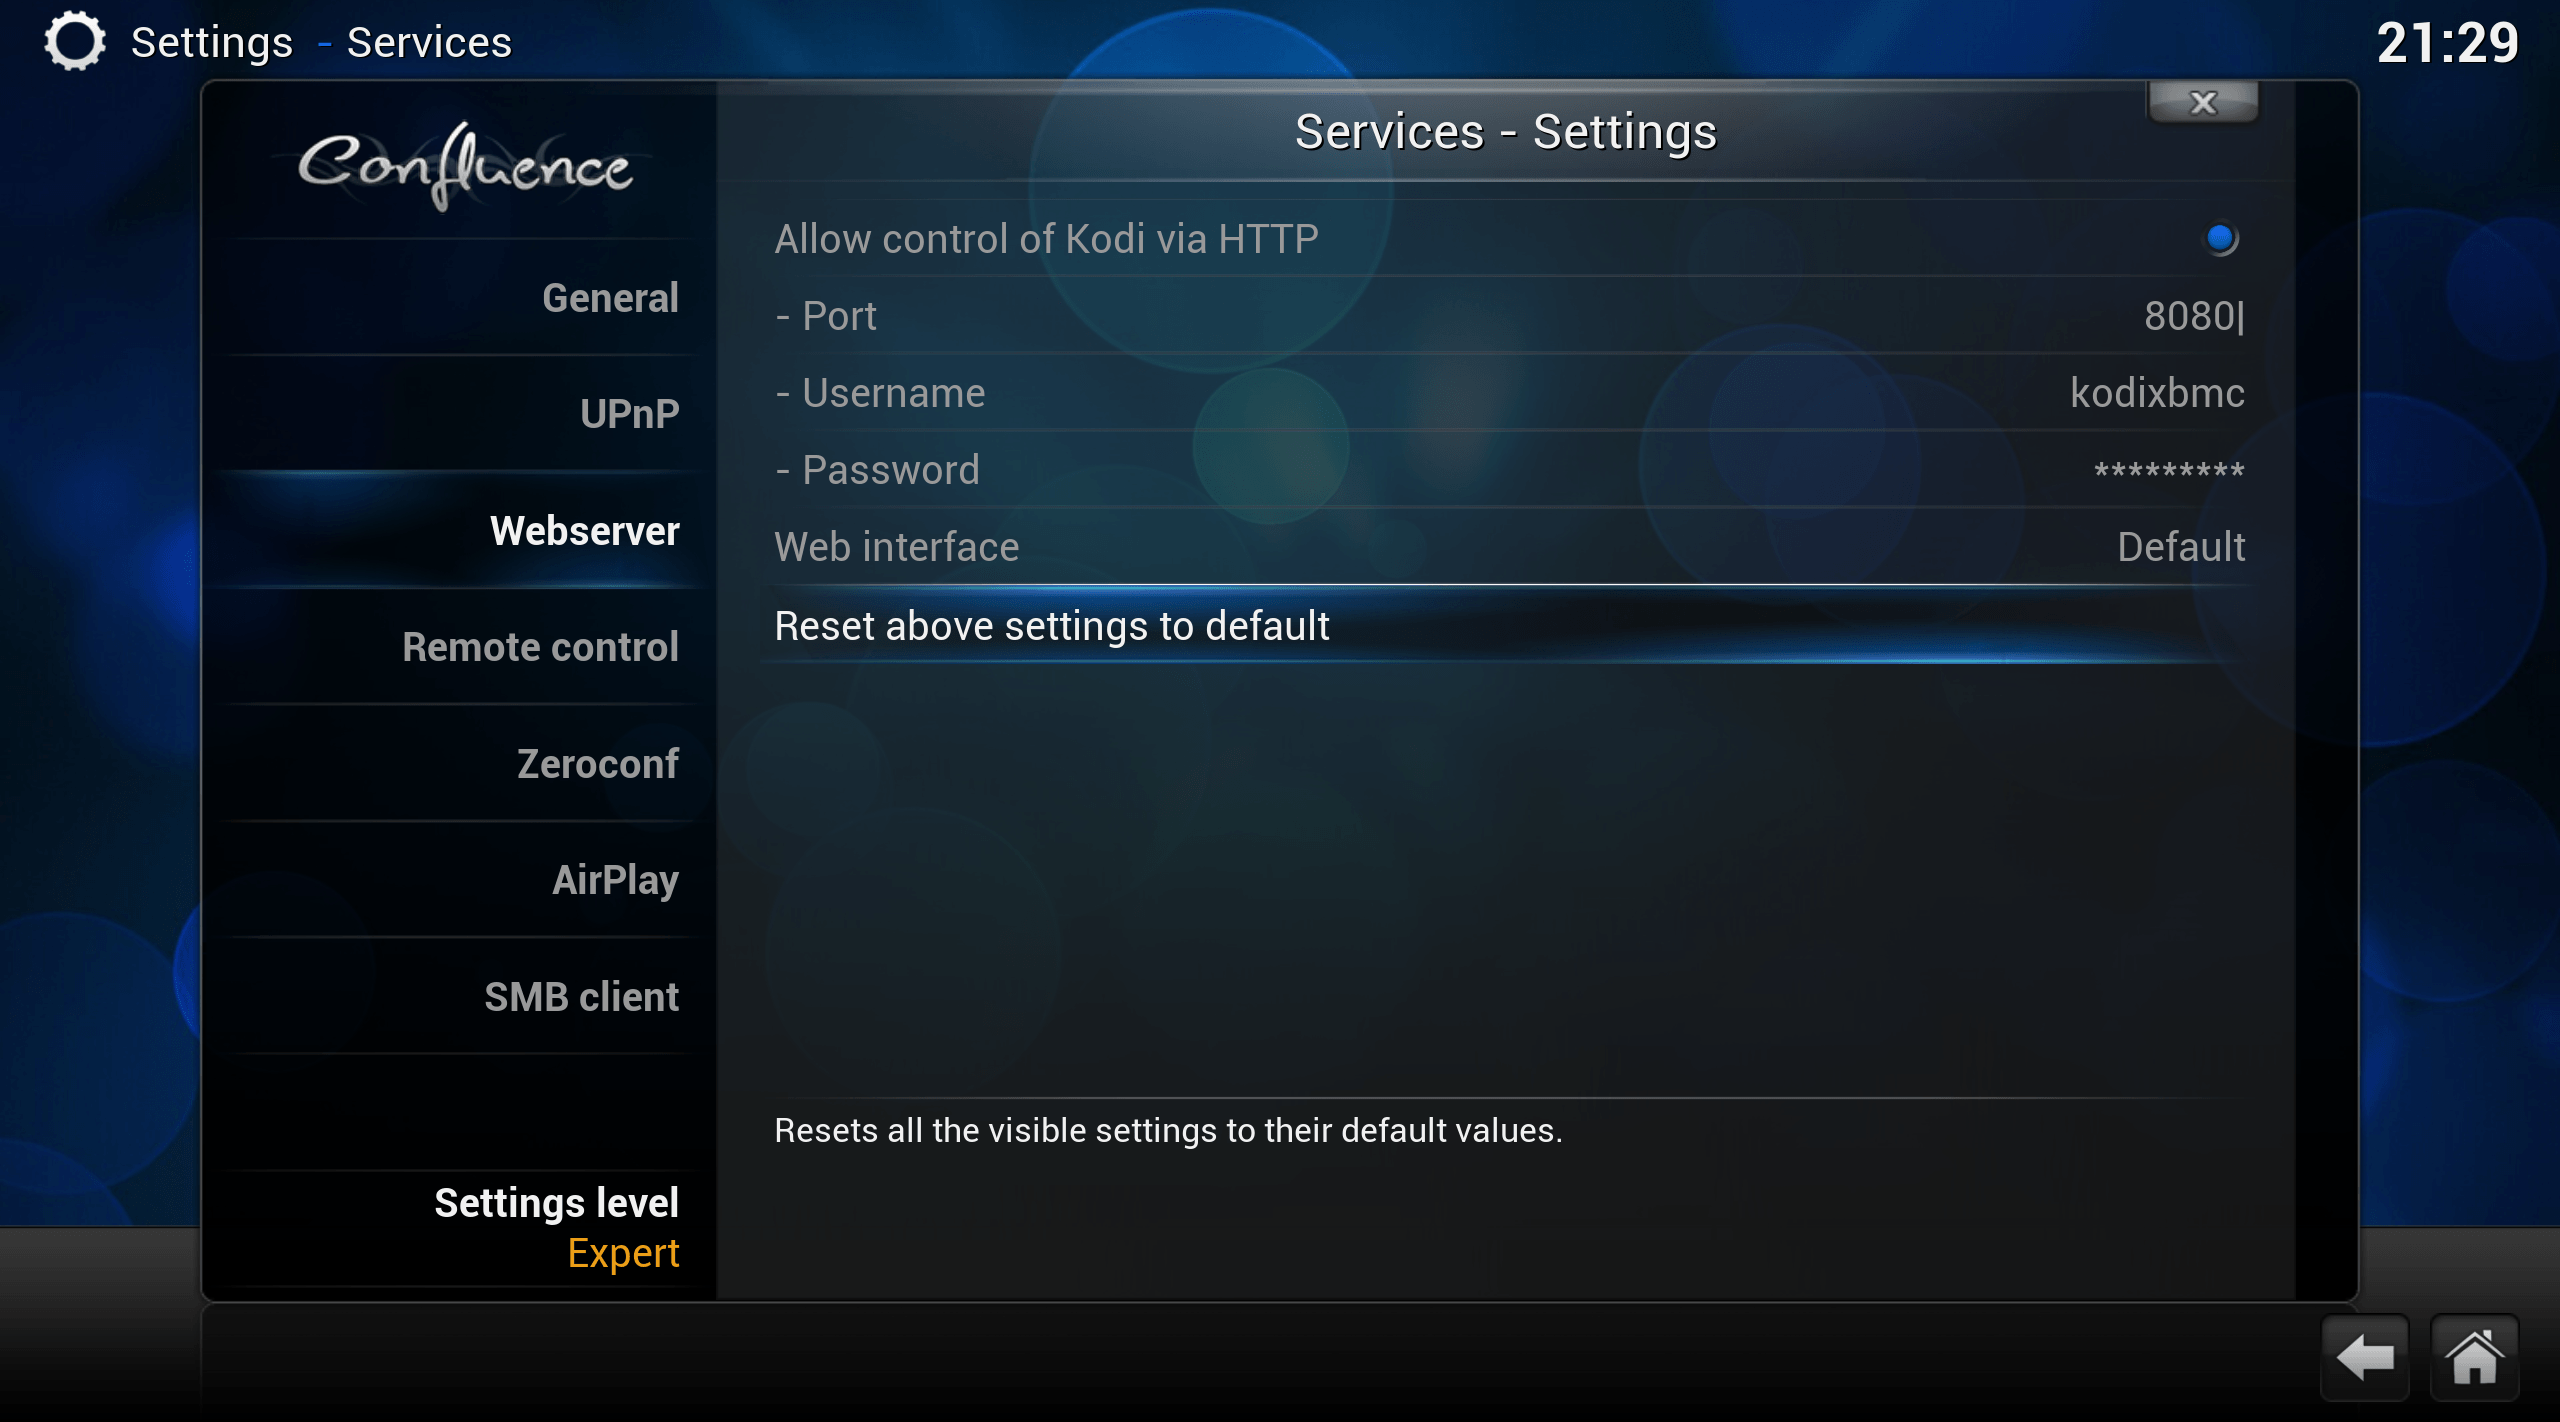 Settings - Services
21:29
Confluence
Services - Settings
x
General
UPnP
Webserver
Remote control
Zeroconf
AirPlay
SMB client
Settings level
Expert
Allow control of Kodi via HTTP
- Port 8080|
- Username kodixbmc
- Password *********
Web interface Default
Reset above settings to default
Resets all the visible settings to their default values.